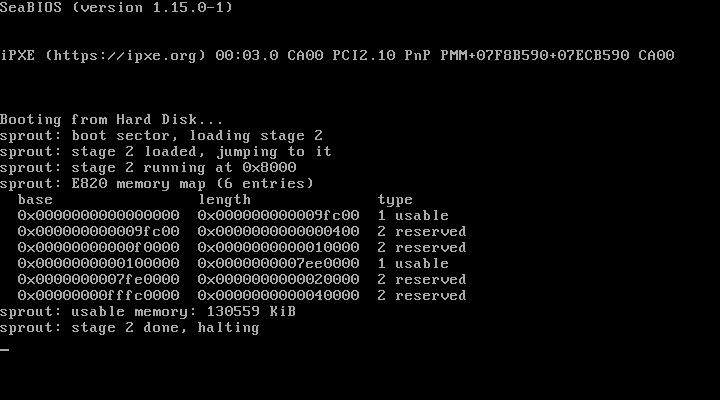 SeaBIOS (version 1.15.0-1)
iPXE (https://ipxe.org) 00:03.0 CA00 PCI2.10 PnP PMM+07F8B590+07ECB590 CA00
Booting from Hard Disk...
sprout: boot sector, loading stage 2
sprout: stage 2 loaded, jumping to it
sprout: stage 2 running at 0x8000
sprout: E820 memory map (6 entries)
  base                length              type
  0x0000000000000000  0x000000000009fc00  1 usable
  0x000000000009fc00  0x0000000000000400  2 reserved
  0x00000000000f0000  0x0000000000010000  2 reserved
  0x0000000000100000  0x0000000007ee0000  1 usable
  0x0000000007fe0000  0x0000000000020000  2 reserved
  0x00000000fffc0000  0x0000000000040000  2 reserved
sprout: usable memory: 130559 KiB
sprout: stage 2 done, halting